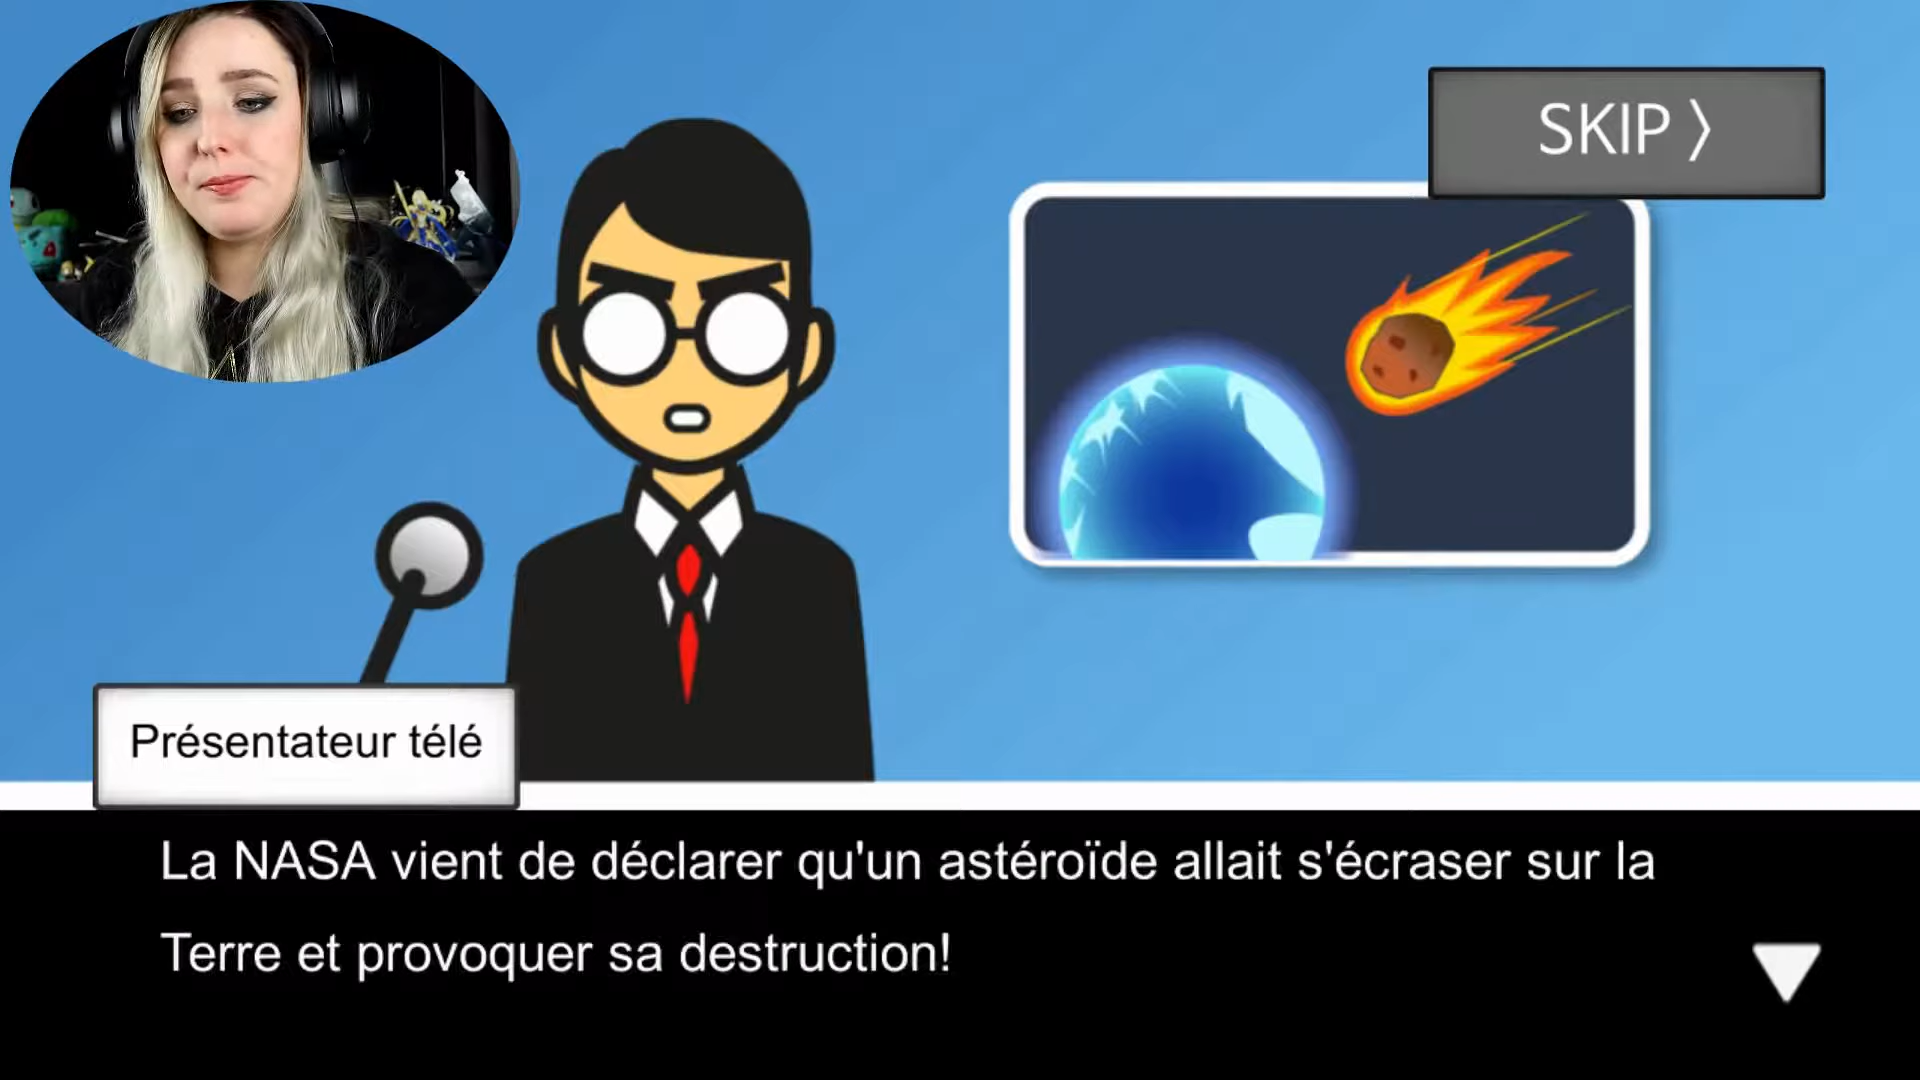 SKIP 〉
Présentateur télé
La NASA vient de déclarer qu'un astéroïde allait s'écraser sur la
Terre et provoquer sa destruction!